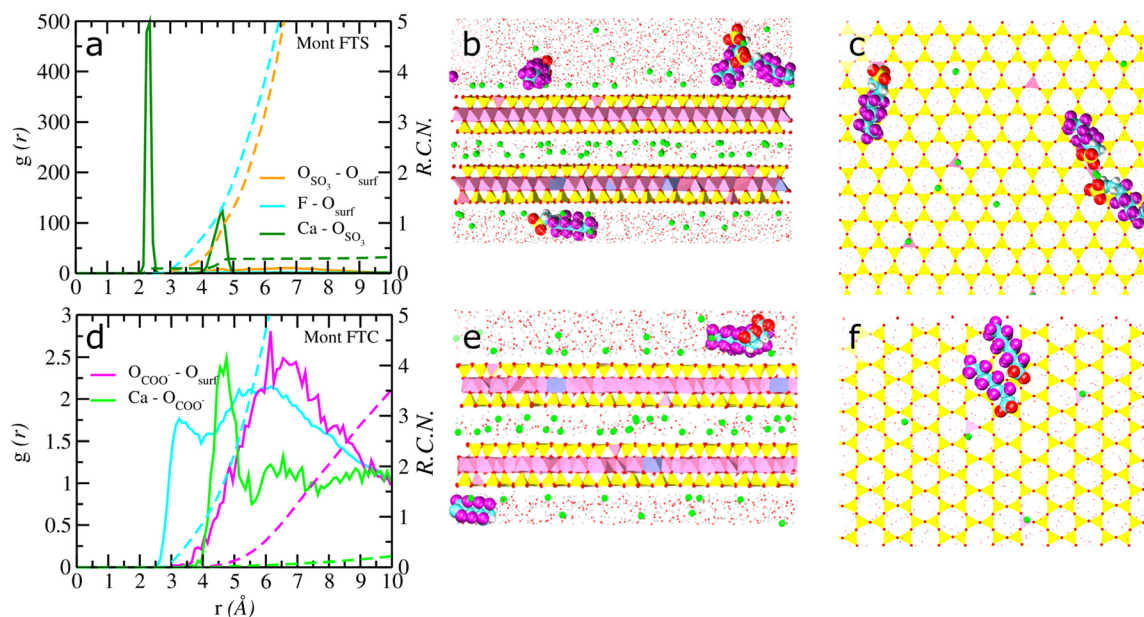 a
Mont FTS
b
c
500
400
300
200
100
0
5
4
3
2
1
0
g (r)
R.C.N.
O_SO₃ - O_surf
F - O_surf
Ca - O_SO₃
0 1 2 3 4 5 6 7 8 9 10
d
Mont FTC
e
f
3
2.5
2
1.5
1
0.5
0
5
4
3
2
1
0
g (r)
R.C.N.
O_COO⁻ - O_surf
Ca - O_COO⁻
0 1 2 3 4 5 6 7 8 9 10
r (Å)